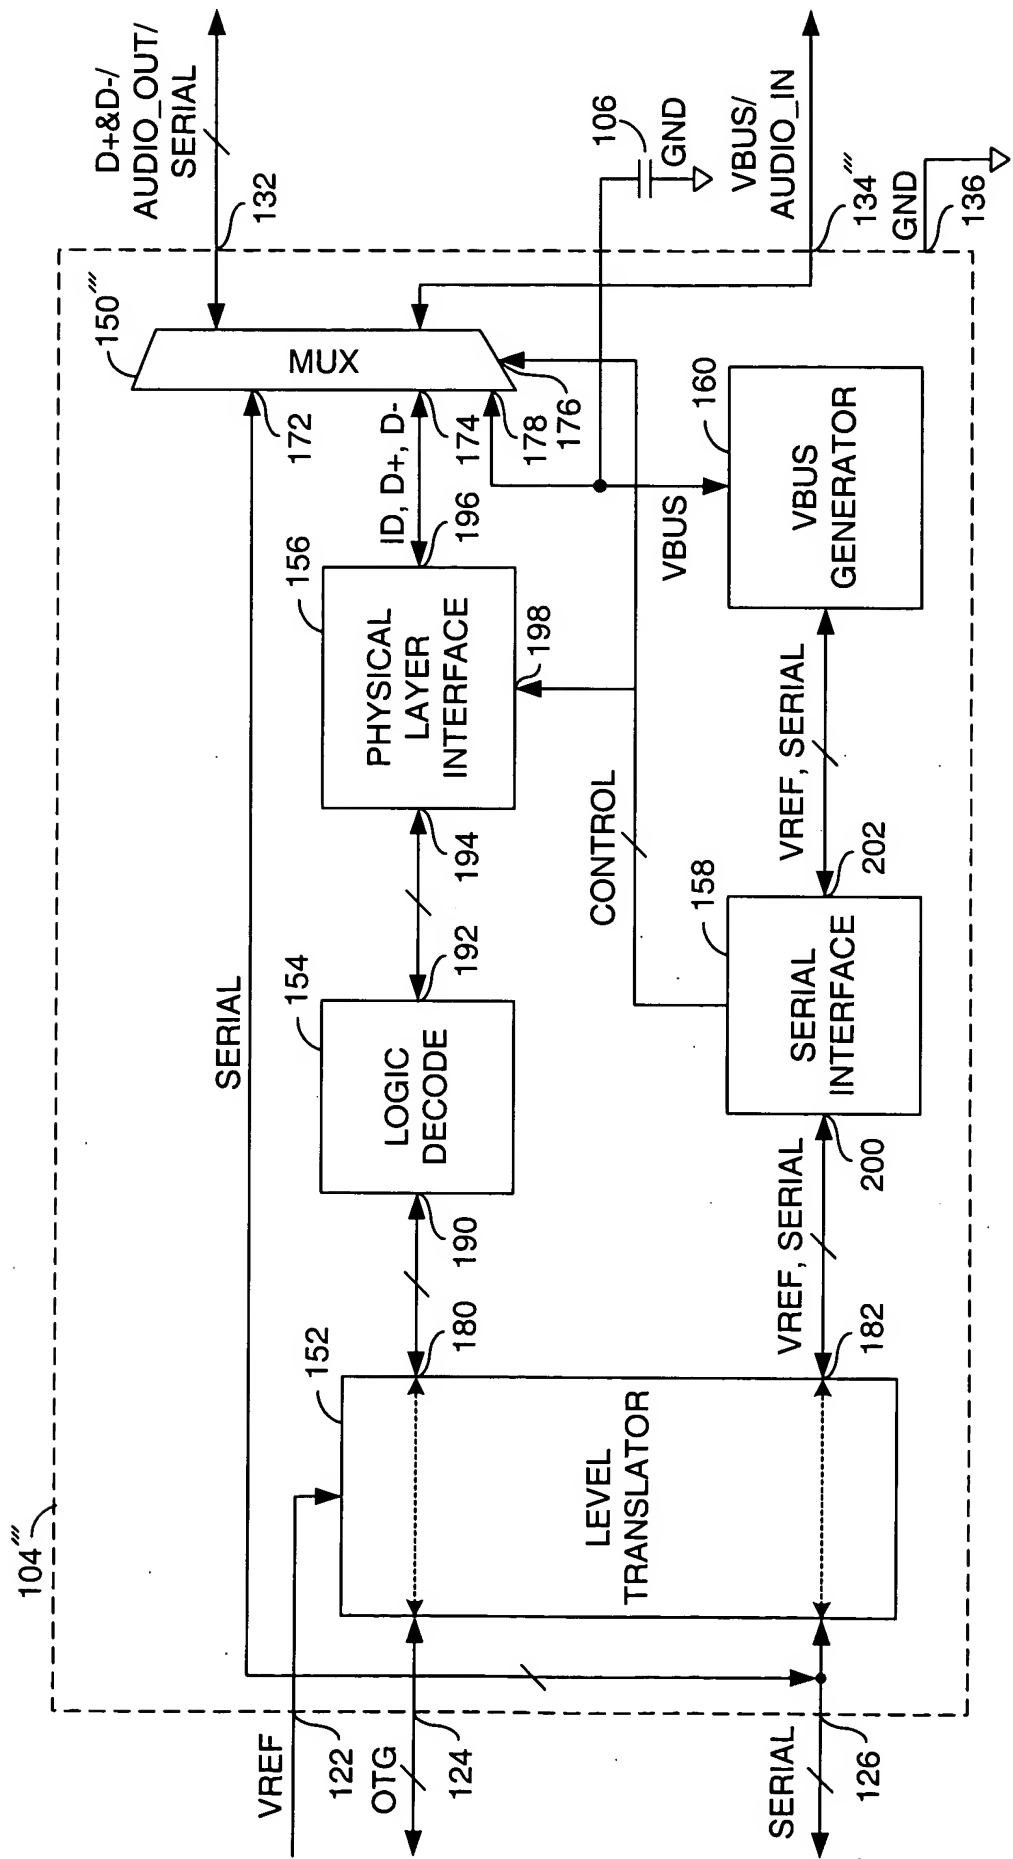 104'''
VREF
122
OTG
124
SERIAL
126
152
LEVEL
TRANSLATOR
180
182
SERIAL
190
154
LOGIC
DECODE
192
194
156
PHYSICAL
LAYER
INTERFACE
196
198
ID, D+, D-
VREF, SERIAL
200
158
SERIAL
INTERFACE
202
CONTROL
VREF, SERIAL
160
VBUS
GENERATOR
VBUS
150'''
MUX
172
174
178
176
D+&D-/
AUDIO_OUT/
SERIAL
132
106
GND
VBUS/
AUDIO_IN
134'''
GND
136